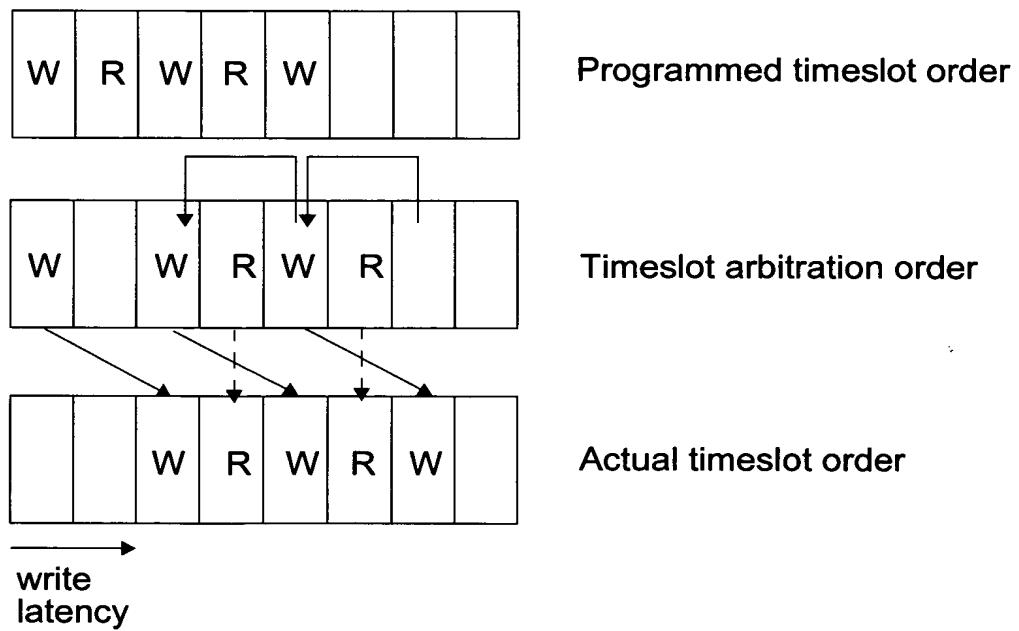 W R W R W Programmed timeslot order
W W R W R Timeslot arbitration order
W R W R W Actual timeslot order
write
latency